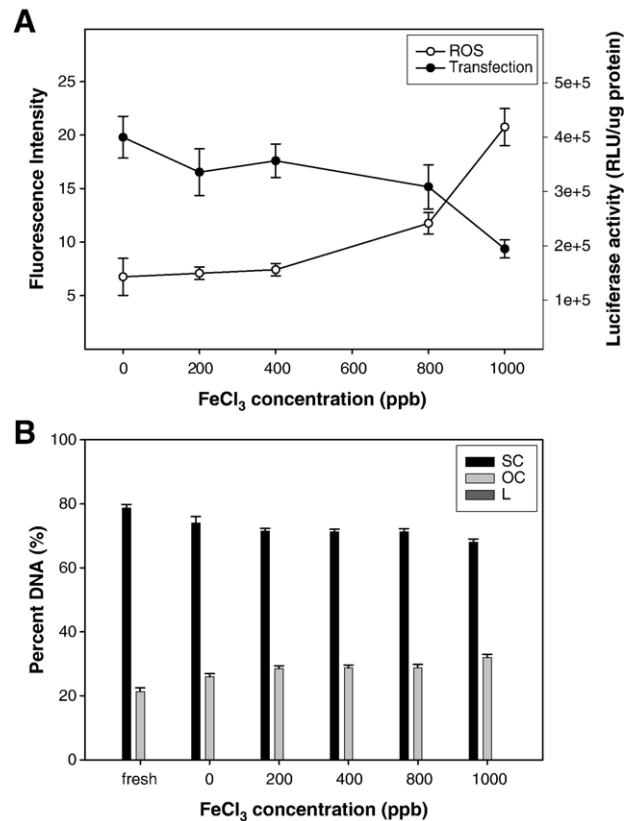 A
ROS
Transfection
Fluorescence Intensity
25
20
15
10
5
Luciferase activity (RLU/ug protein)
5e+5
4e+5
3e+5
2e+5
1e+5
0 200 400 600 800 1000
FeCl₃ concentration (ppb)
B
SC
OC
L
Percent DNA (%)
100
80
60
40
20
0
fresh 0 200 400 800 1000
FeCl₃ concentration (ppb)